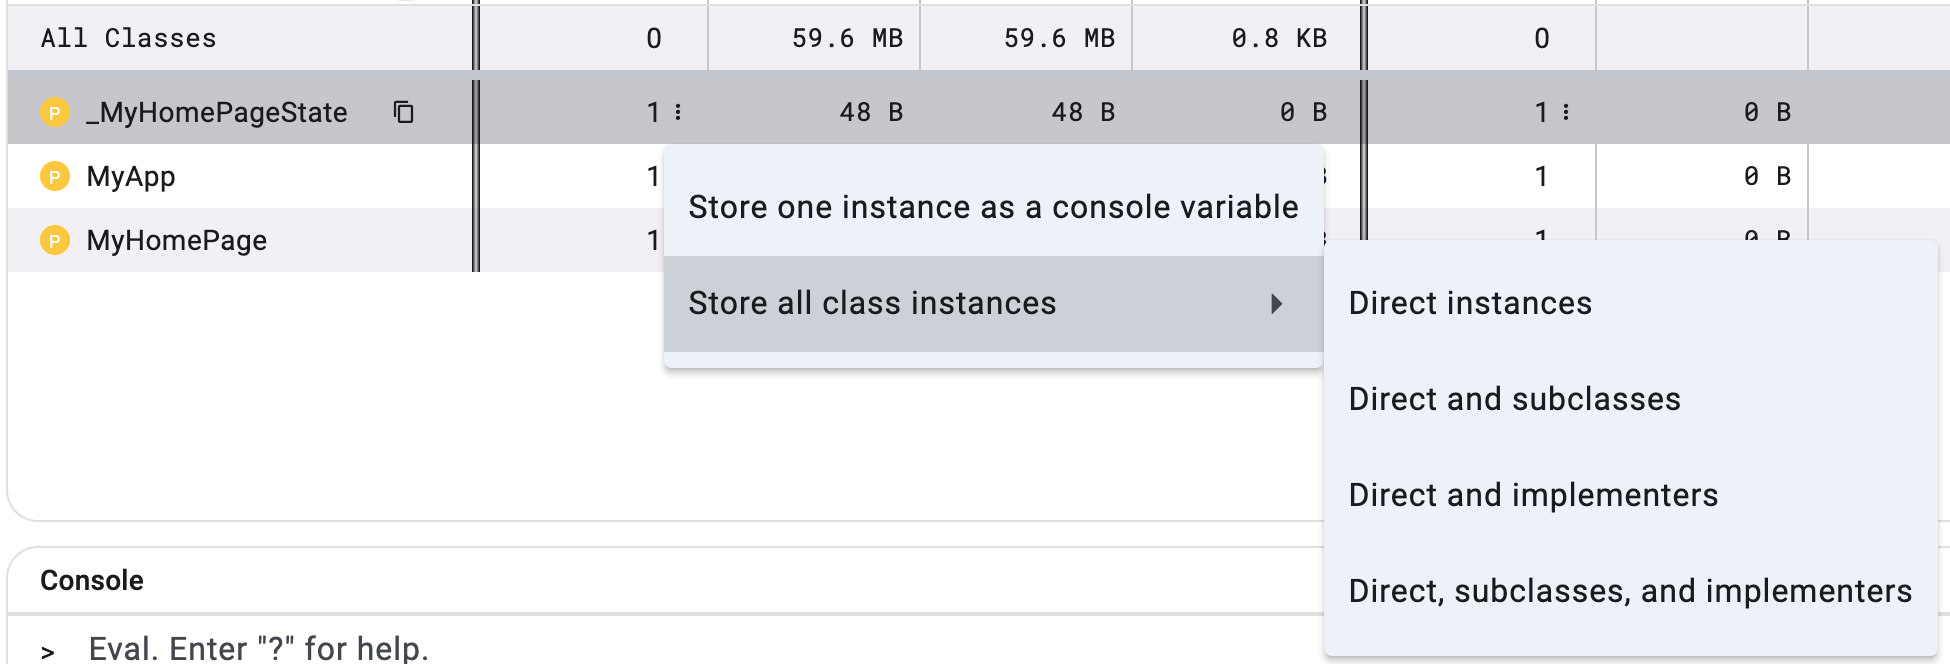 All Classes 0 59.6 MB 59.6 MB 0.8 KB 0
P _MyHomePageState 1 48 B 48 B 0 B 1 0 B
P MyApp 1 1 0 B
P MyHomePage 1 1 0 B
Store one instance as a console variable
Store all class instances
Direct instances
Direct and subclasses
Direct and implementers
Direct, subclasses, and implementers
Console
> Eval. Enter "?" for help.